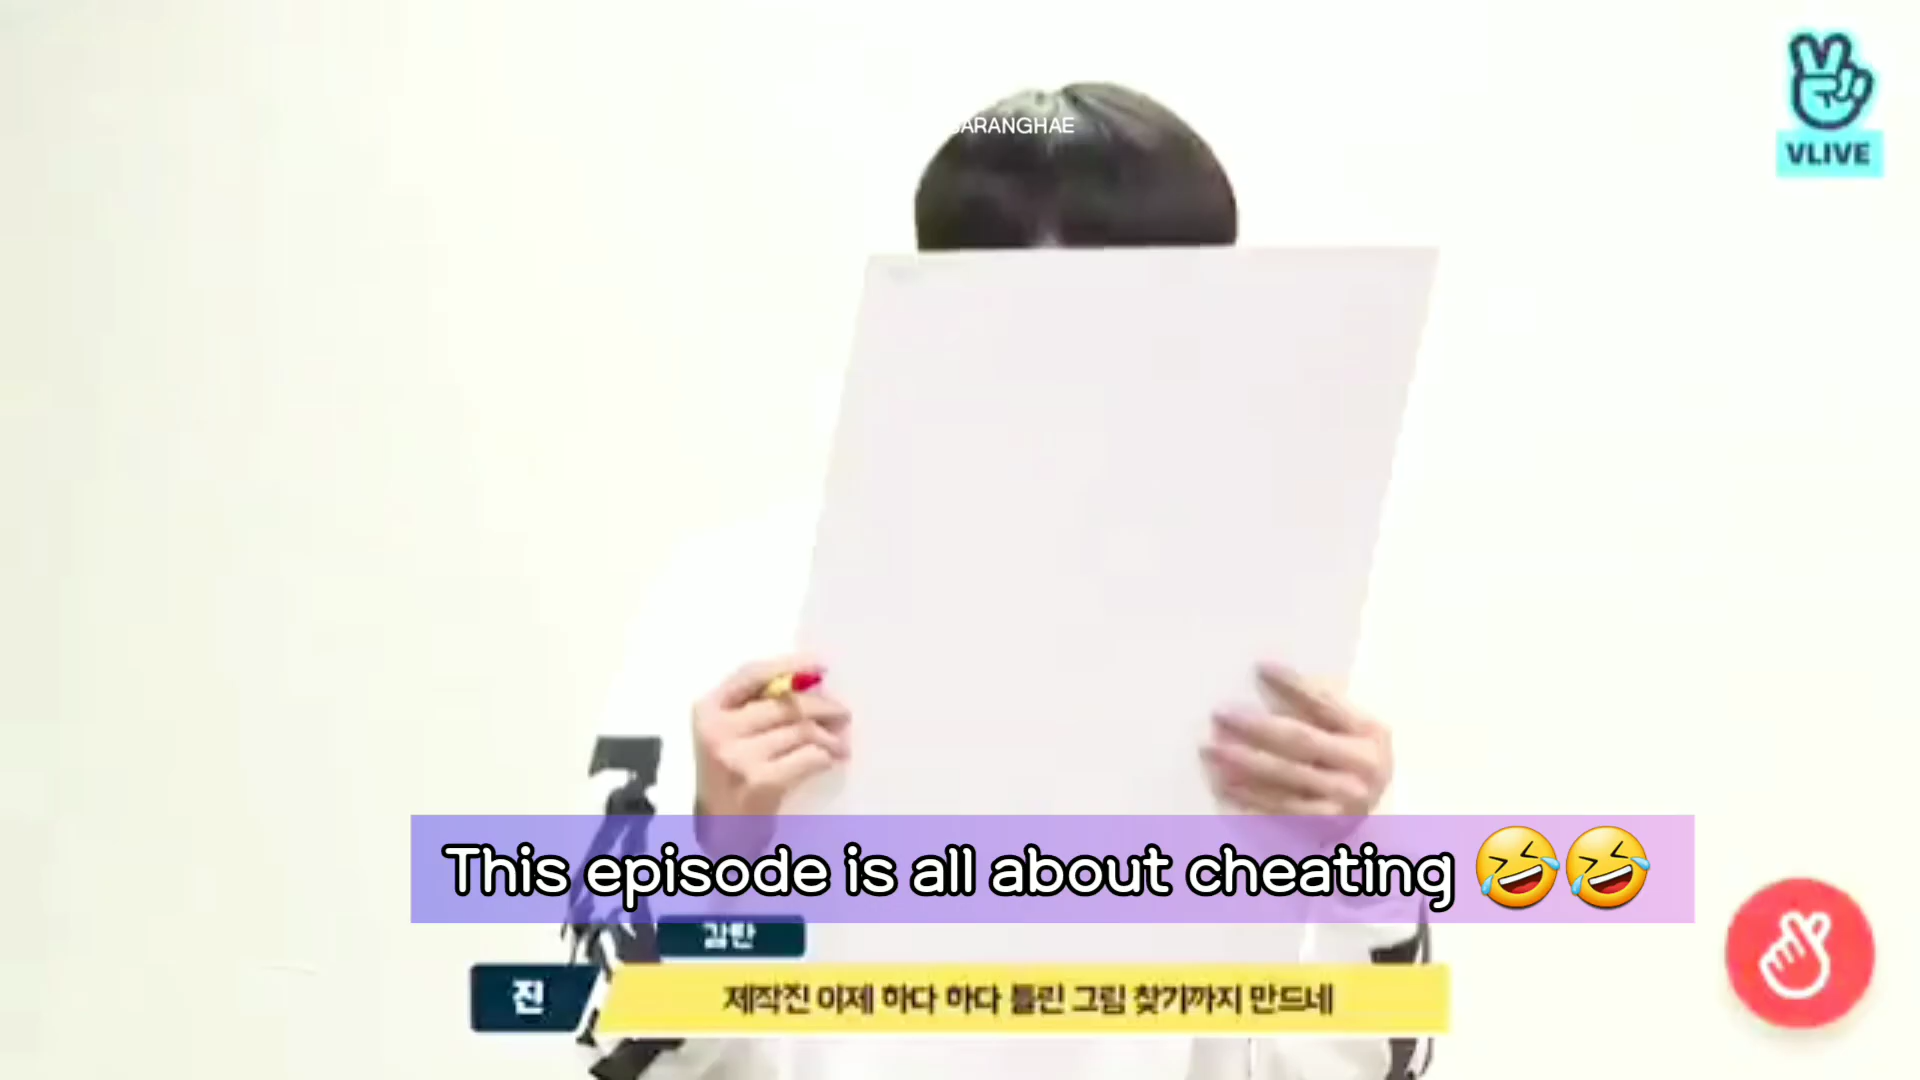 SARANGHAE
VLIVE
This episode is all about cheating 🤣🤣
감탄
진
제작진 이제 하다 하다 틀린 그림 찾기까지 만드네